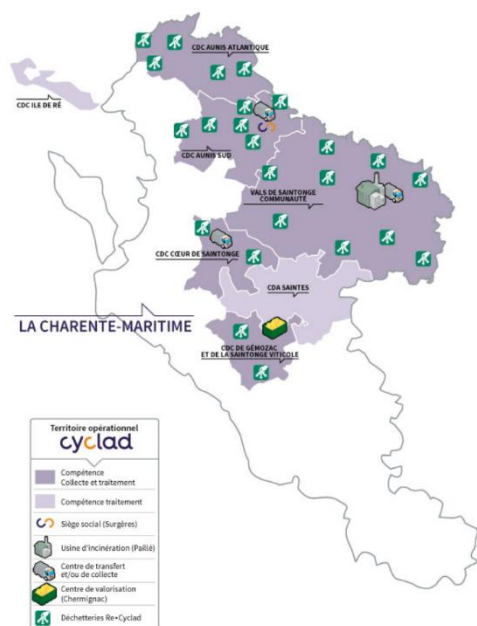 CDC AUNIS ATLANTIQUE
CDC ILE DE RÉ
CDC AUNIS SUD
VALS DE SAINTONGE
COMMUNAUTÉ
CDC CŒUR DE SAINTONGE
CDA SAINTES
LA CHARENTE-MARITIME
CDC DE GÉMOZAC
ET DE LA SAINTONGE VITICOLE
Territoire opérationnel
cyclad
Compétence
Collecte et traitement
Compétence traitement
Siège social (Surgères)
Usine d'incinération (Paillé)
Centre de transfert
et/ou de collecte
Centre de valorisation
(Chermignac)
Déchetteries Re•Cyclad